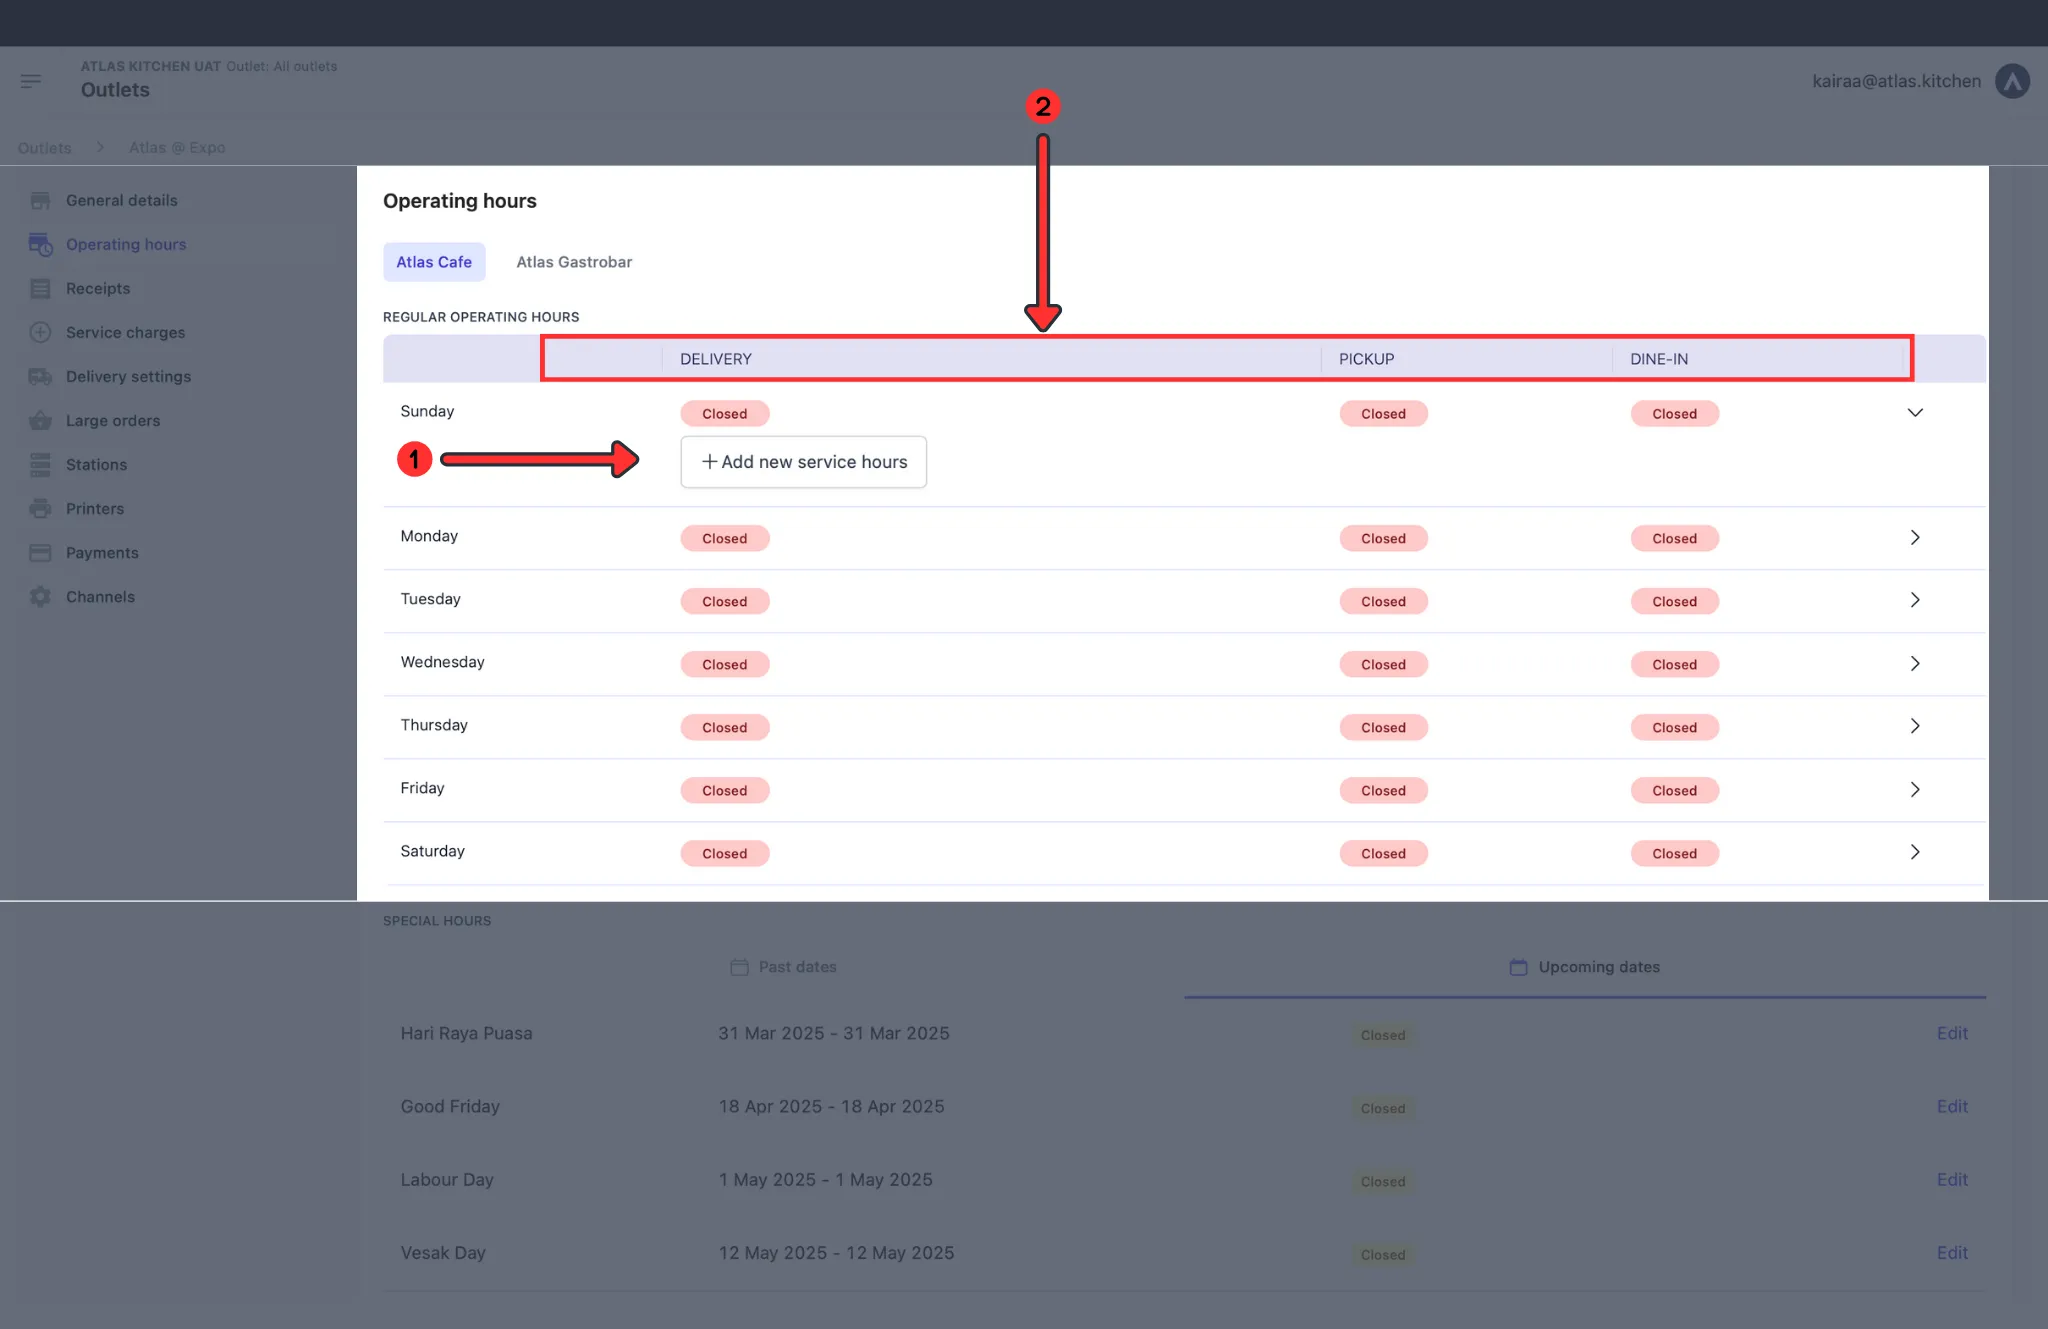 ATLAS KITCHEN UAT Outlet: All outlets
Outlets
kairaa@atlas.kitchen
2
Outlets > Atlas @ Expo
General details
Operating hours
Receipts
Service charges
Delivery settings
Large orders
Stations
Printers
Payments
Channels
Operating hours
Atlas Cafe Atlas Gastrobar
REGULAR OPERATING HOURS
DELIVERY PICKUP DINE-IN
Sunday Closed Closed Closed
1 + Add new service hours
Monday Closed Closed Closed
Tuesday Closed Closed Closed
Wednesday Closed Closed Closed
Thursday Closed Closed Closed
Friday Closed Closed Closed
Saturday Closed Closed Closed
SPECIAL HOURS
Past dates Upcoming dates
Hari Raya Puasa 31 Mar 2025 - 31 Mar 2025 Closed Edit
Good Friday 18 Apr 2025 - 18 Apr 2025 Closed Edit
Labour Day 1 May 2025 - 1 May 2025 Closed Edit
Vesak Day 12 May 2025 - 12 May 2025 Closed Edit